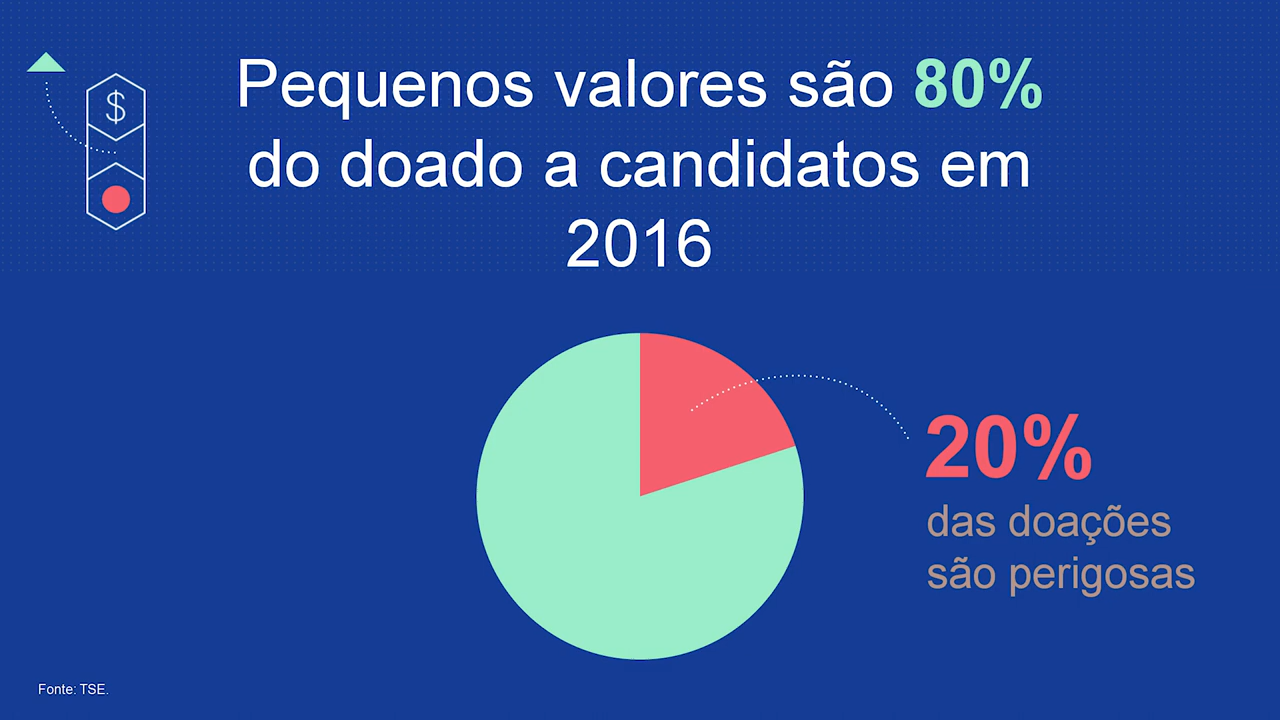 $
Pequenos valores são 80%
do doado a candidatos em
2016
20%
das doações
são perigosas
Fonte: TSE.